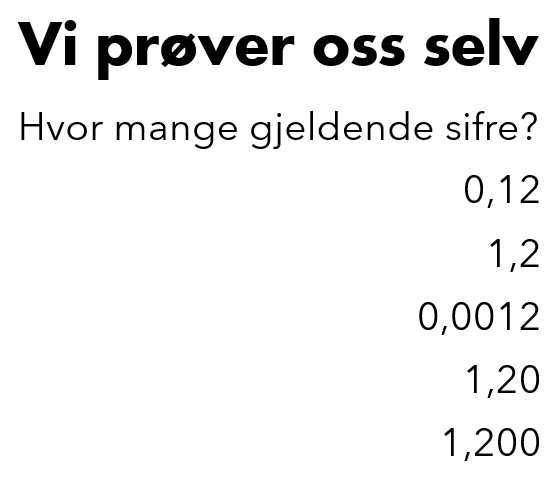 Vi prøver oss selv
Hvor mange gjeldende sifre?
0,12
1,2
0,0012
1,20
1,200